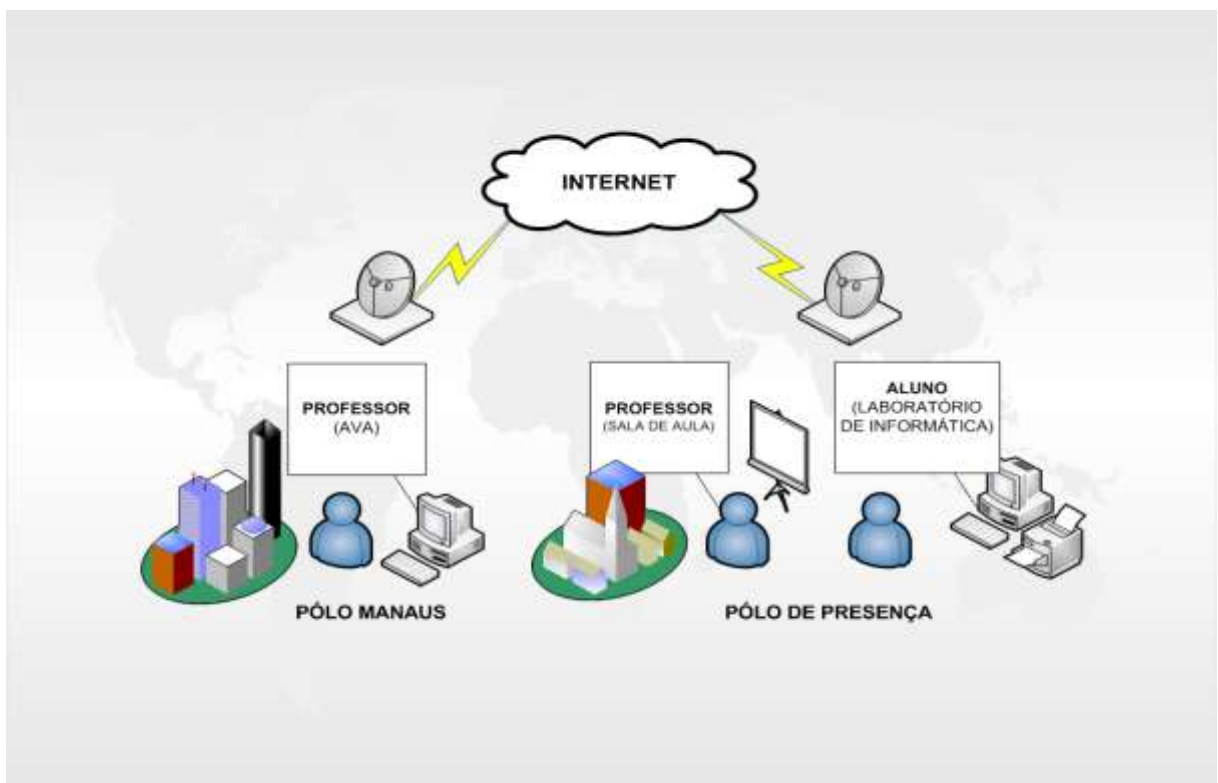 INTERNET
PROFESSOR
(AVA)
PROFESSOR
(SALA DE AULA)
ALUNO
(LABORATÓRIO
DE INFORMÁTICA)
PÓLO MANAUS
PÓLO DE PRESENÇA